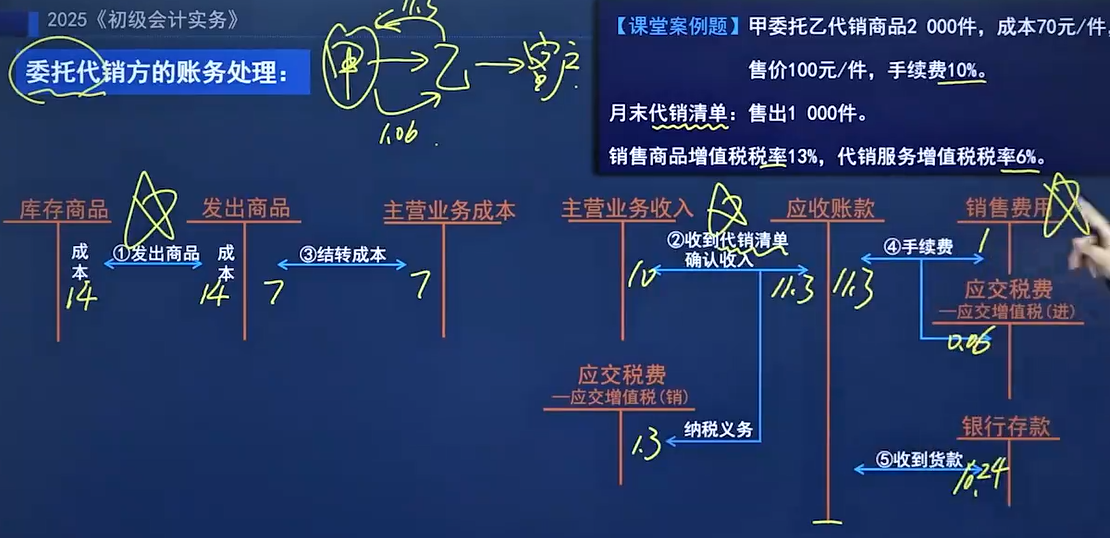 2025《初级会计实务》
委托代销方的账务处理：
甲 乙 客户
11.3
1.06
【课堂案例题】甲委托乙代销商品2 000件，成本70元/件，
售价100元/件，手续费10%。
月末代销清单：售出1 000件。
销售商品增值税税率13%，代销服务增值税税率6%。
库存商品
成本
14
①发出商品
发出商品
成本
14
7
③结转成本
主营业务成本
7
主营业务收入
10
②收到代销清单
确认收入
应收账款
11.3
11.3
④手续费
销售费用
1
应交税费
—应交增值税(进)
0.06
应交税费
—应交增值税(销)
1.3
纳税义务
⑤收到货款
银行存款
10.24